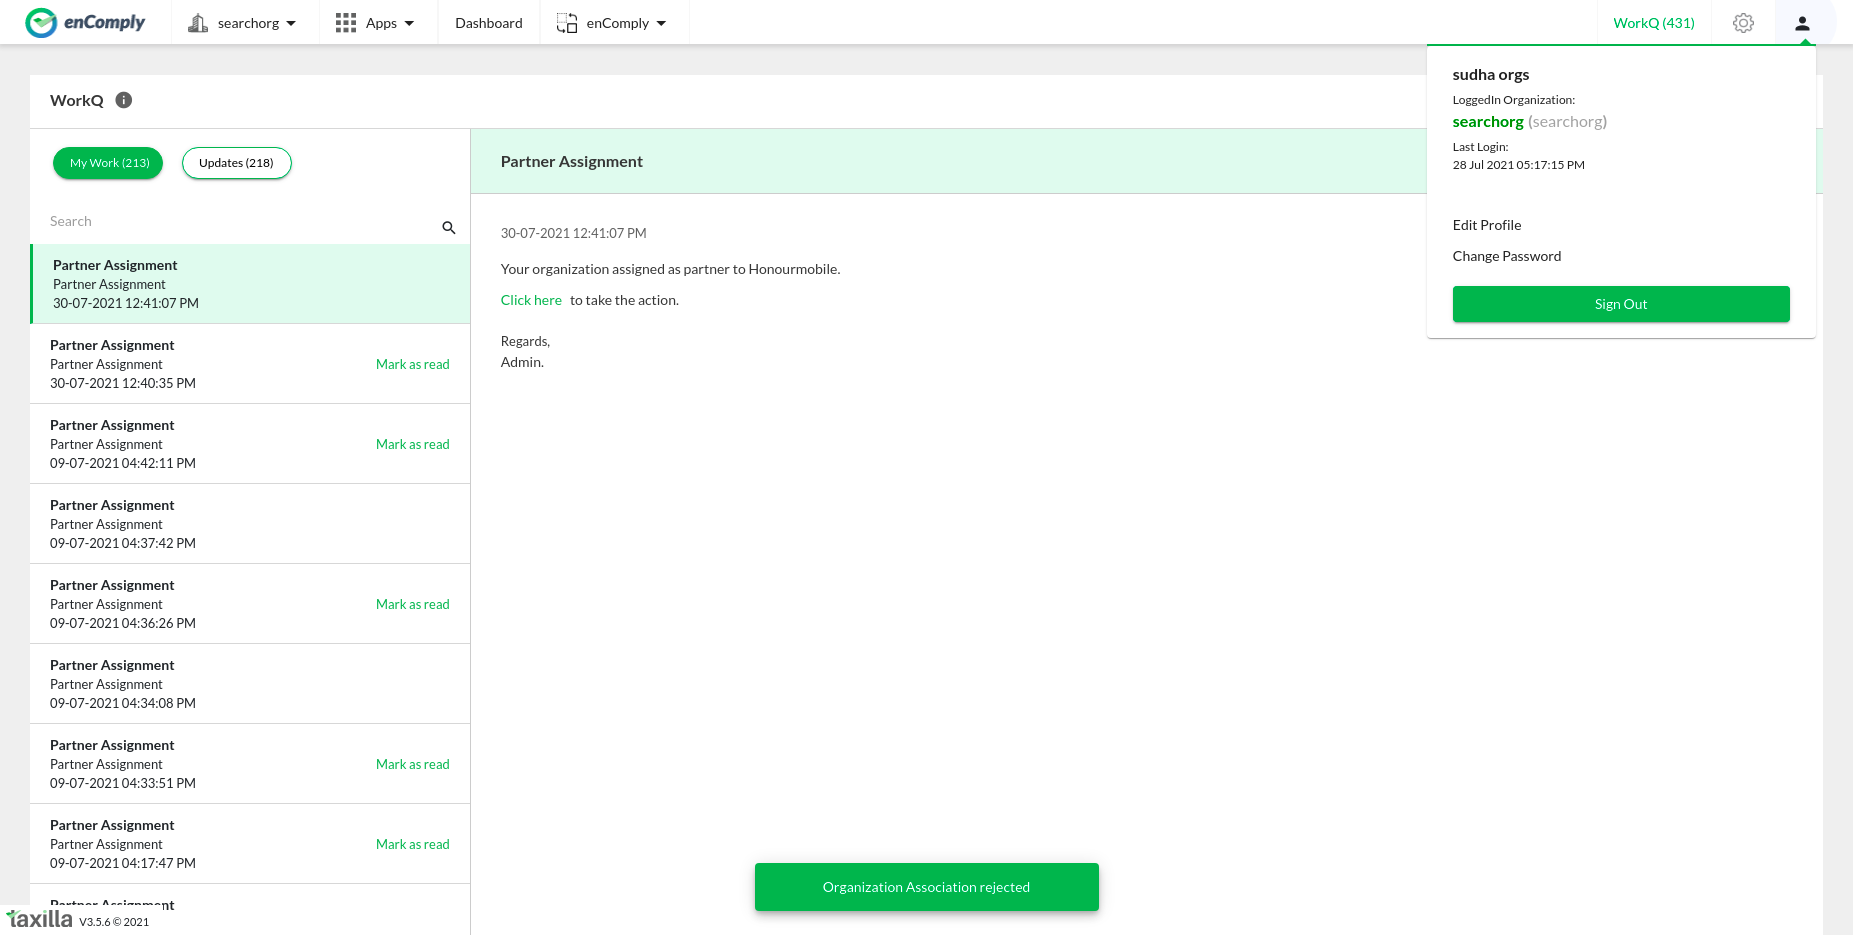 enComply
searchorg
Apps
Dashboard
enComply
WorkQ (431)
sudha orgs
LoggedIn Organization:
searchorg (searchorg)
Last Login:
28 Jul 2021 05:17:15 PM
Edit Profile
Change Password
Sign Out
WorkQ
My Work (213)
Updates (218)
Search
Partner Assignment
Partner Assignment
30-07-2021 12:41:07 PM
Partner Assignment
Partner Assignment
Mark as read
30-07-2021 12:40:35 PM
Partner Assignment
Partner Assignment
Mark as read
09-07-2021 04:42:11 PM
Partner Assignment
Partner Assignment
09-07-2021 04:37:42 PM
Partner Assignment
Partner Assignment
Mark as read
09-07-2021 04:36:26 PM
Partner Assignment
Partner Assignment
09-07-2021 04:34:08 PM
Partner Assignment
Partner Assignment
Mark as read
09-07-2021 04:33:51 PM
Partner Assignment
Partner Assignment
Mark as read
09-07-2021 04:17:47 PM
Partner Assignment
Partner Assignment
30-07-2021 12:41:07 PM
Your organization assigned as partner to Honourmobile.
Click here to take the action.
Regards,
Admin.
Organization Association rejected
taxilla V3.5.6 © 2021